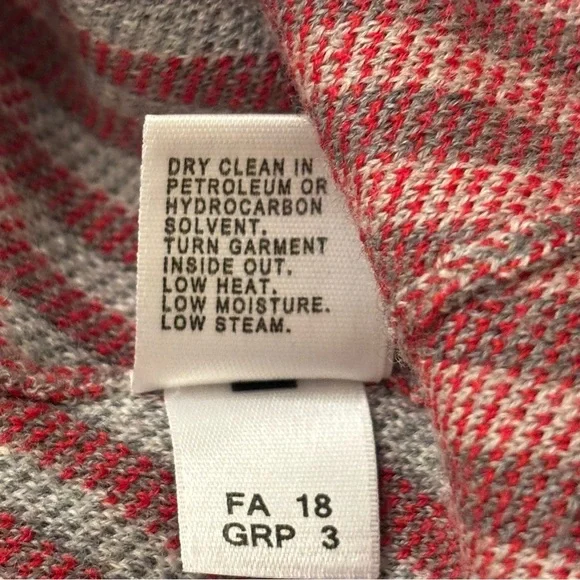 DRY CLEAN IN
PETROLEUM OR
HYDROCARBON
SOLVENT.
TURN GARMENT
INSIDE OUT.
LOW HEAT.
LOW MOISTURE.
LOW STEAM.
FA 18
GRP 3